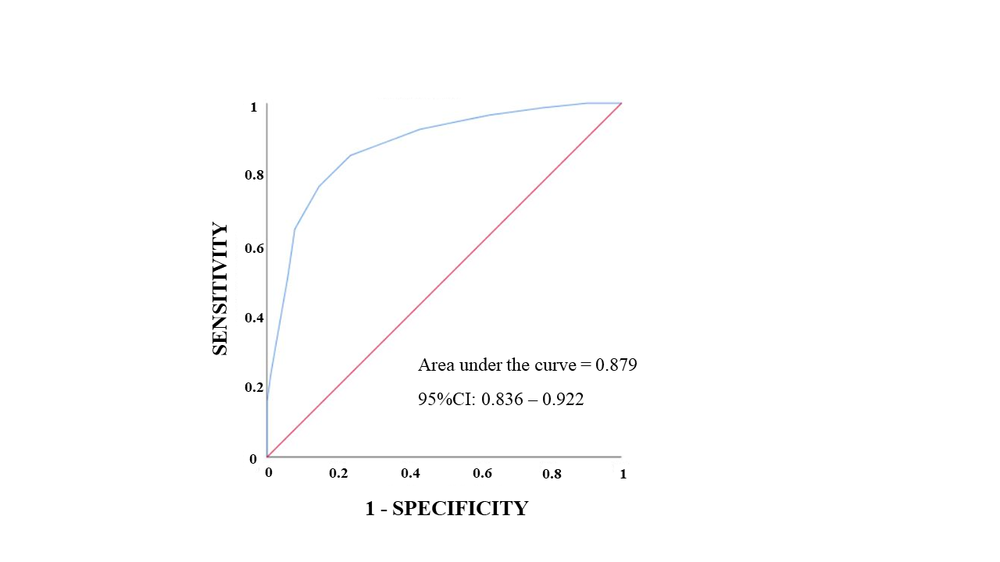 1
0.8
0.6
0.4
0.2
0
SENSITIVITY
Area under the curve = 0.879
95%CI: 0.836 – 0.922
0 0.2 0.4 0.6 0.8 1
1 - SPECIFICITY